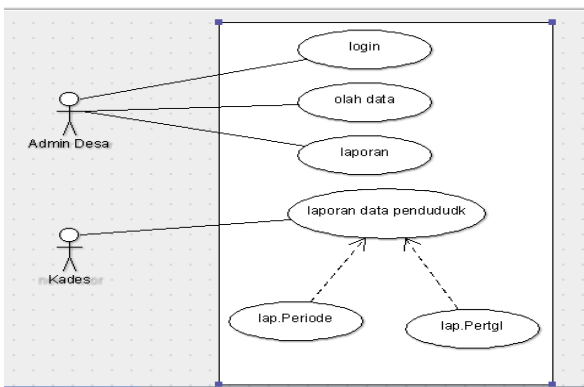 login
olah data
Admin Desa
laporan
laporan data pendududk
Kades
lap.Periode
lap.Pertgl